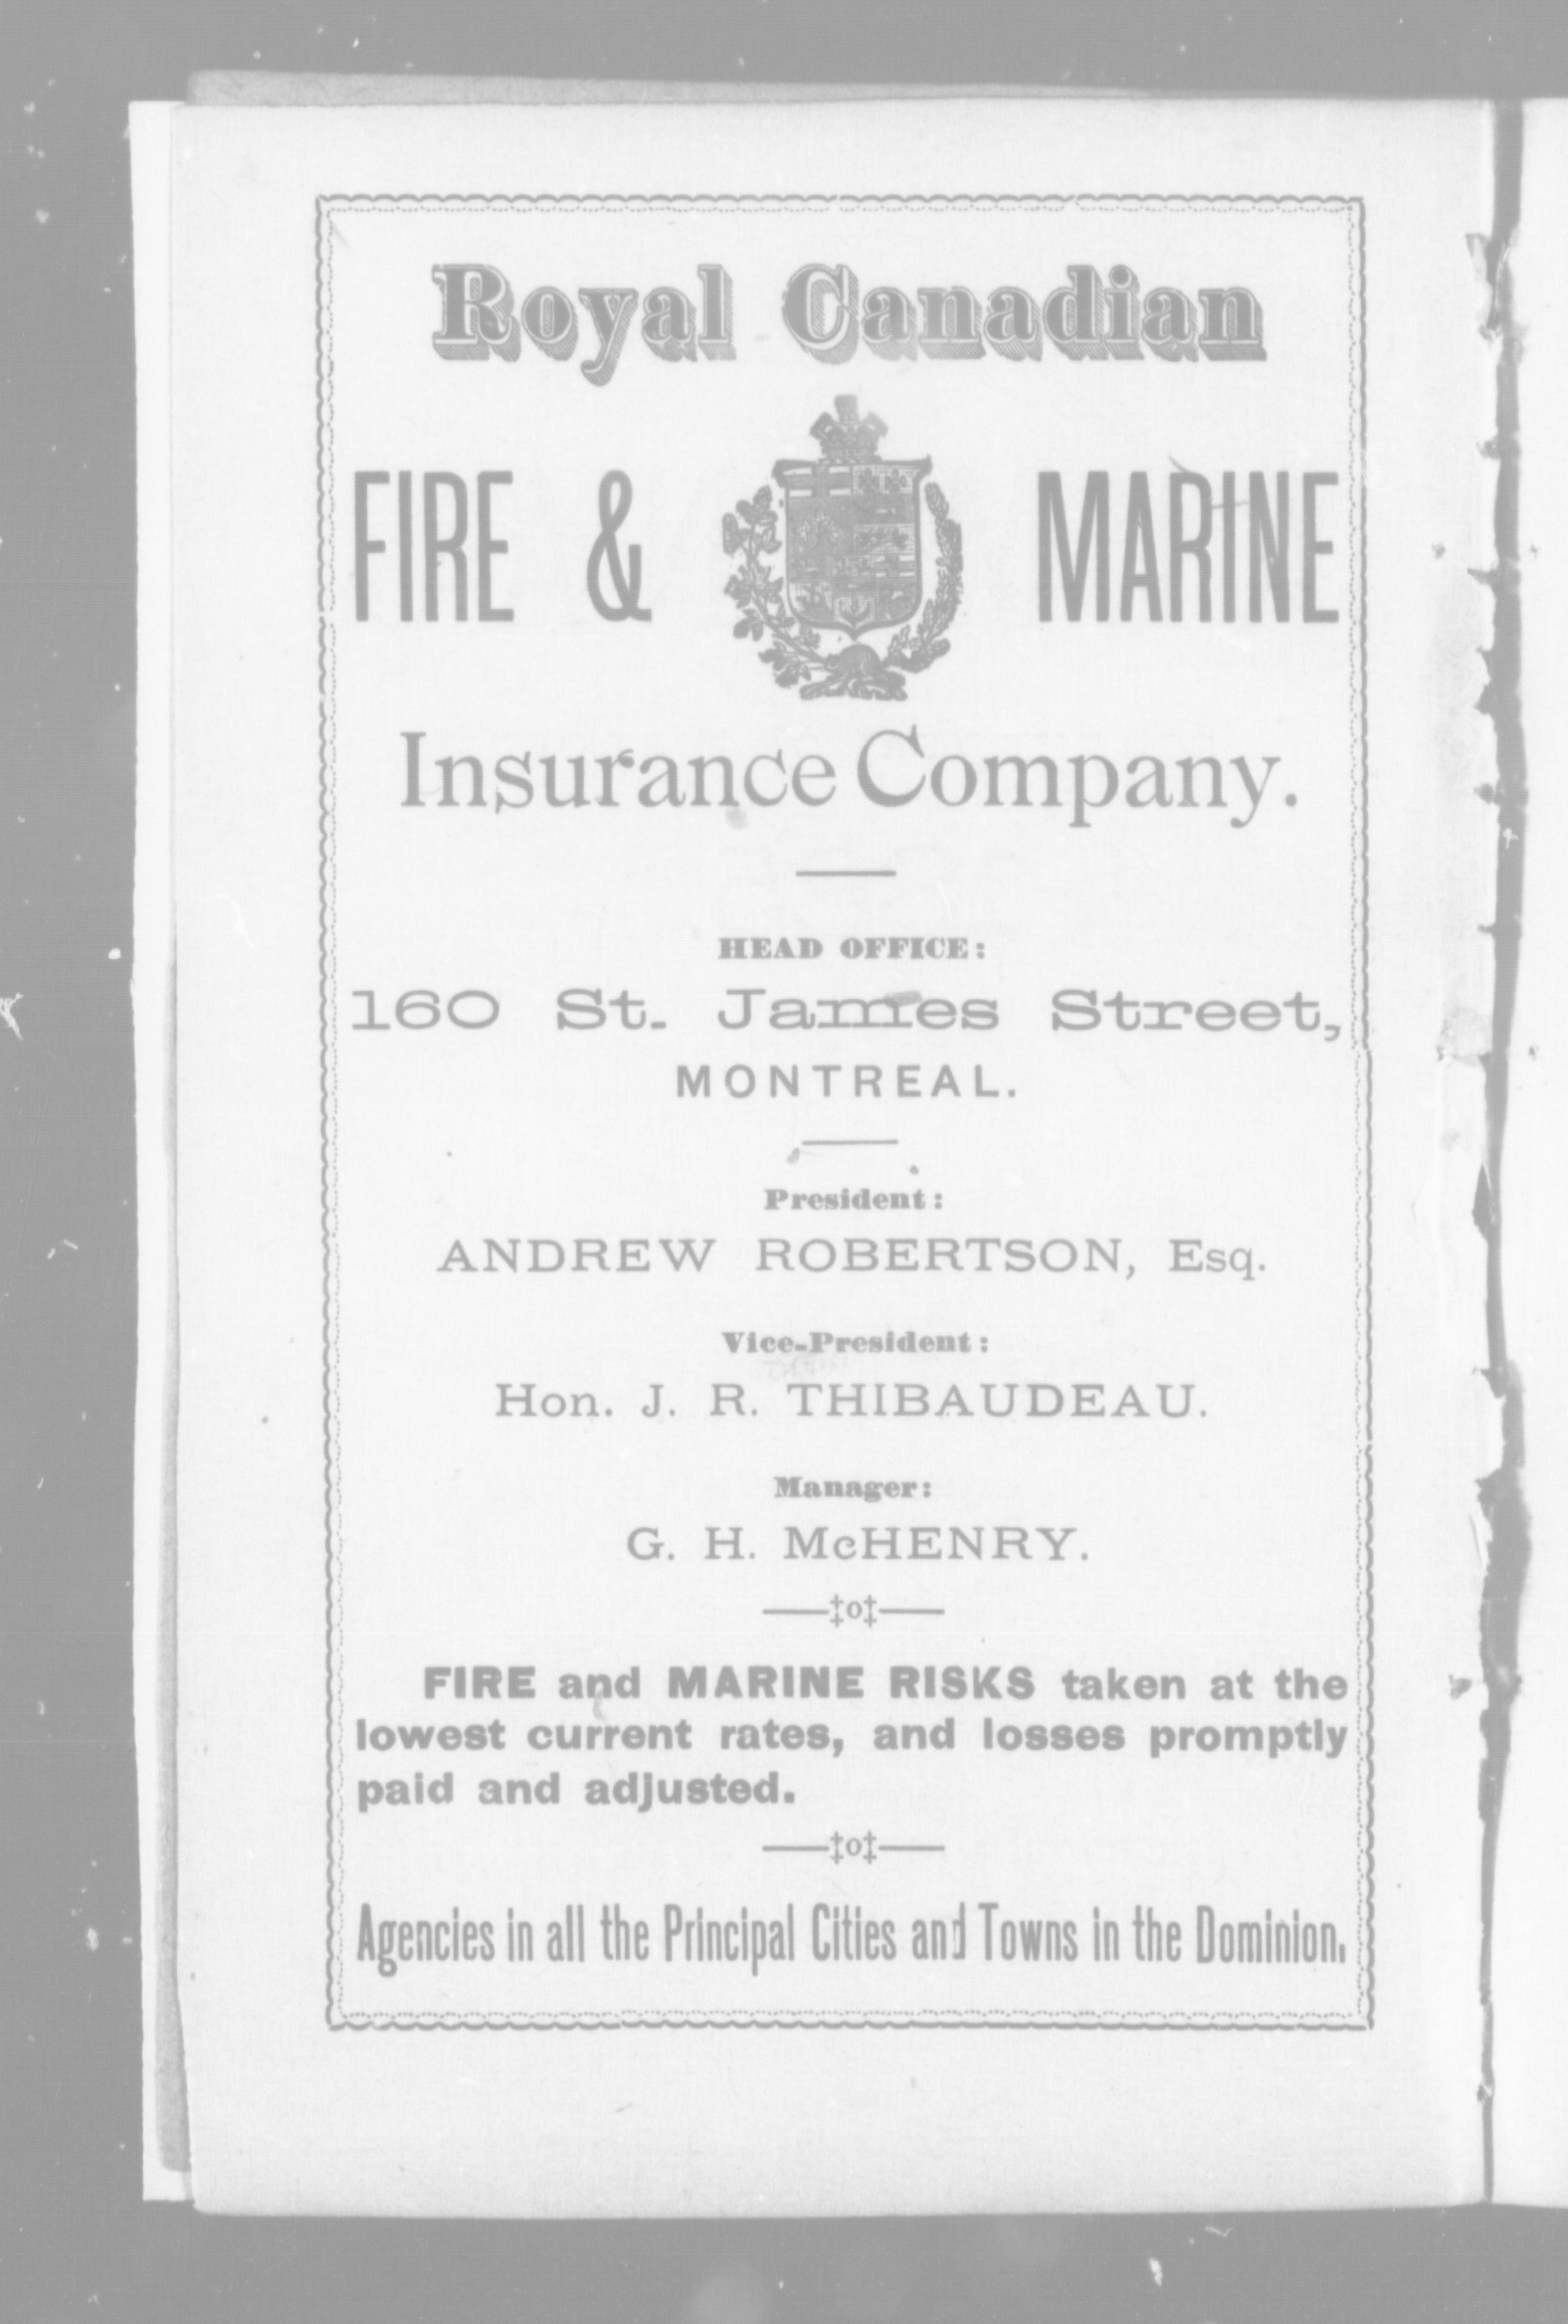 Royal Canadian
FIRE & MARINE
Insurance Company.
HEAD OFFICE:
160 St. James Street,
MONTREAL.
President:
ANDREW ROBERTSON, Esq.
Vice-President:
Hon. J. R. THIBAUDEAU.
Manager:
G. H. McHENRY.
—‡o‡—
FIRE and MARINE RISKS taken at the
lowest current rates, and losses promptly
paid and adjusted.
—‡o‡—
Agencies in all the Principal Cities and Towns in the Dominion.